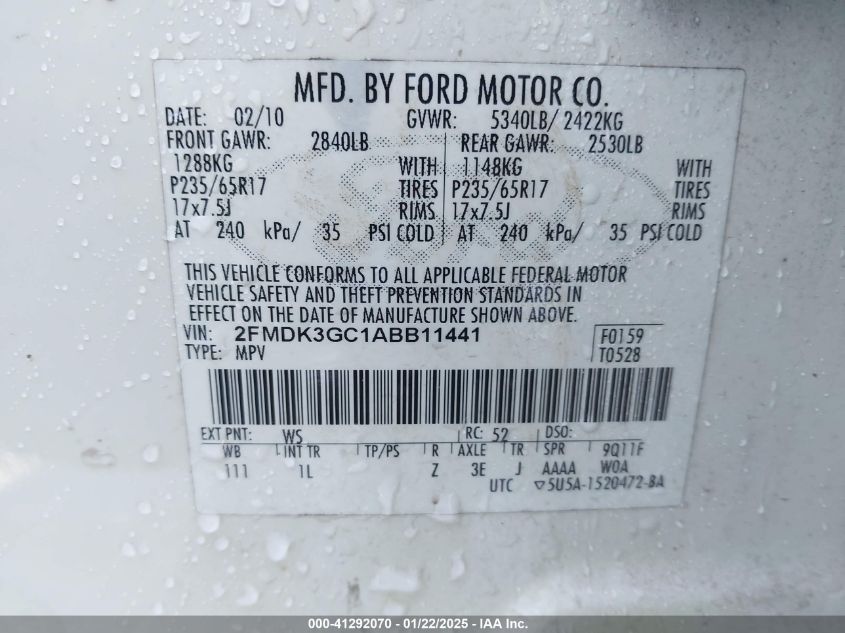 MFD. BY FORD MOTOR CO.
DATE: 02/10 GVWR: 5340LB/ 2422KG
FRONT GAWR: 2840LB REAR GAWR: 2530LB
1288KG WITH 1148KG WITH
P235/65R17 TIRES P235/65R17 TIRES
17x7.5J RIMS 17x7.5J RIMS
AT 240 kPa/ 35 PSI COLD AT 240 kPa/ 35 PSI COLD
THIS VEHICLE CONFORMS TO ALL APPLICABLE FEDERAL MOTOR
VEHICLE SAFETY AND THEFT PREVENTION STANDARDS IN
EFFECT ON THE DATE OF MANUFACTURE SHOWN ABOVE.
VIN: 2FMDK3GC1ABB11441 F0159
TYPE: MPV T0528
EXT PNT: WS RC: 52 DSO:
WB INT TR TP/PS R AXLE TR SPR 9Q11F
111 1L Z 3E J AAAA W0A
UTC ▽5U5A-1520472-BA
000-41292070 - 01/22/2025 - IAA Inc.